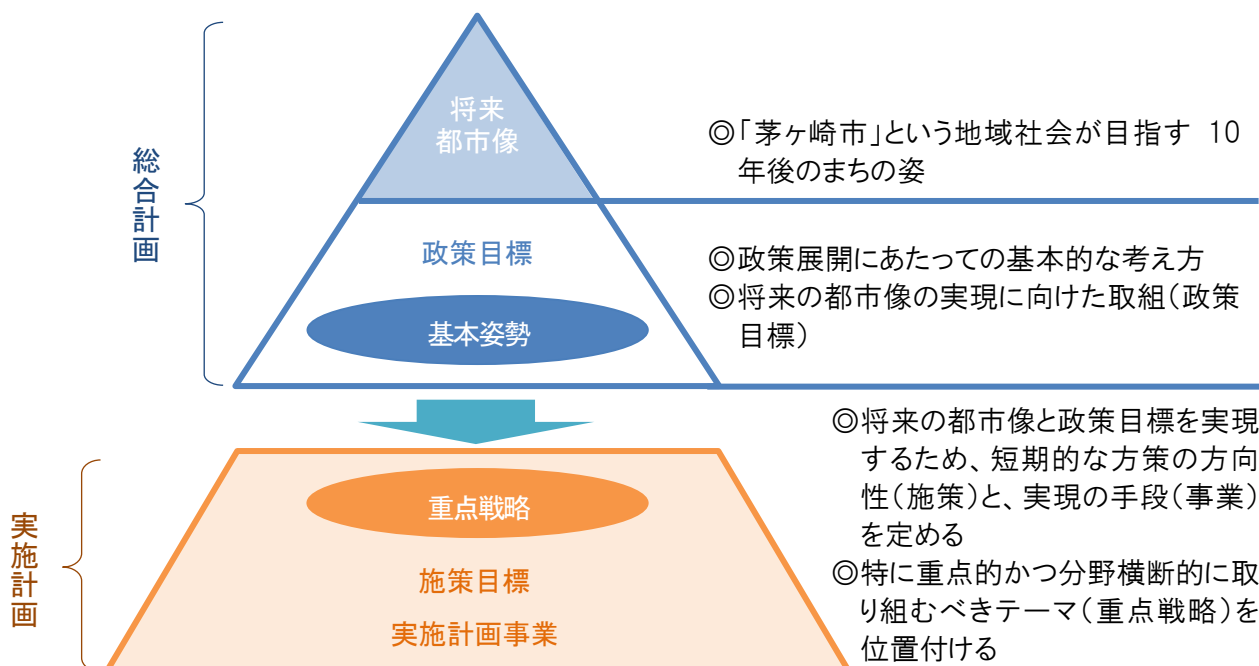 総合計画
将来
都市像
◎「茅ヶ崎市」という地域社会が目指す 10
年後のまちの姿
政策目標
基本姿勢
◎政策展開にあたっての基本的な考え方
◎将来の都市像の実現に向けた取組(政策
目標)
実施計画
重点戦略
施策目標
実施計画事業
◎将来の都市像と政策目標を実現
するため、短期的な方策の方向
性(施策)と、実現の手段(事業)
を定める
◎特に重点的かつ分野横断的に取
り組むべきテーマ(重点戦略)を
位置付ける